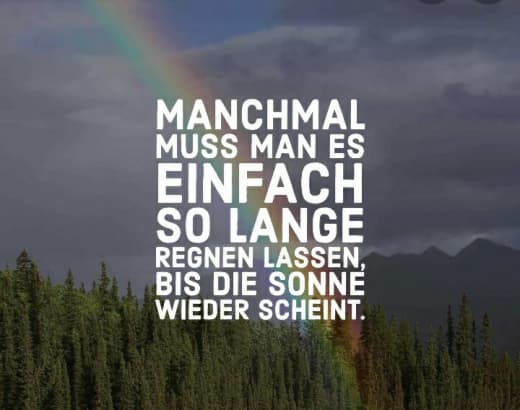 MANCHMAL
MUSS MAN ES
EINFACH
SO LANGE
REGNEN LASSEN,
BIS DIE SONNE
WIEDER SCHEINT.